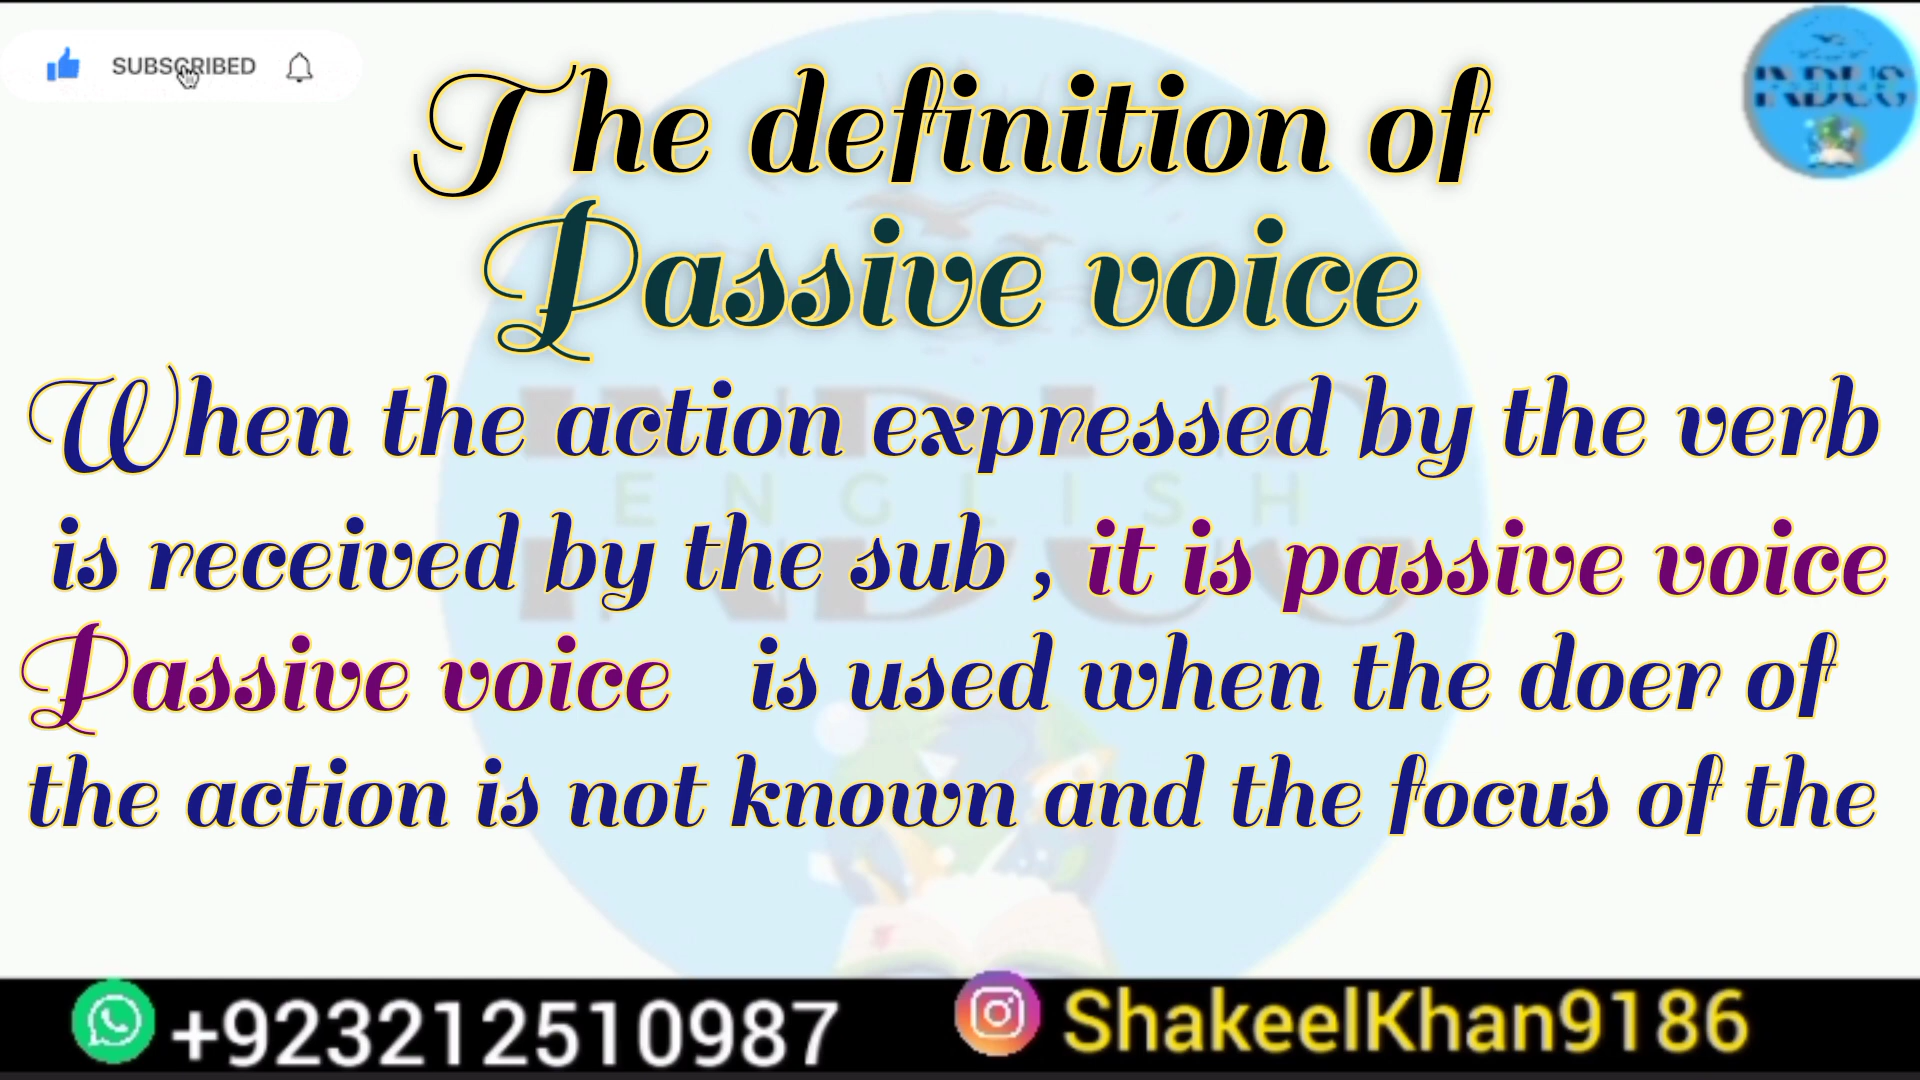 SUBSCRIBED
INDUS
The definition of
Passive voice
When the action expressed by the verb
is received by the sub , it is passive voice
Passive voice is used when the doer of
the action is not known and the focus of the
ENGLISH
+923212510987
ShakeelKhan9186